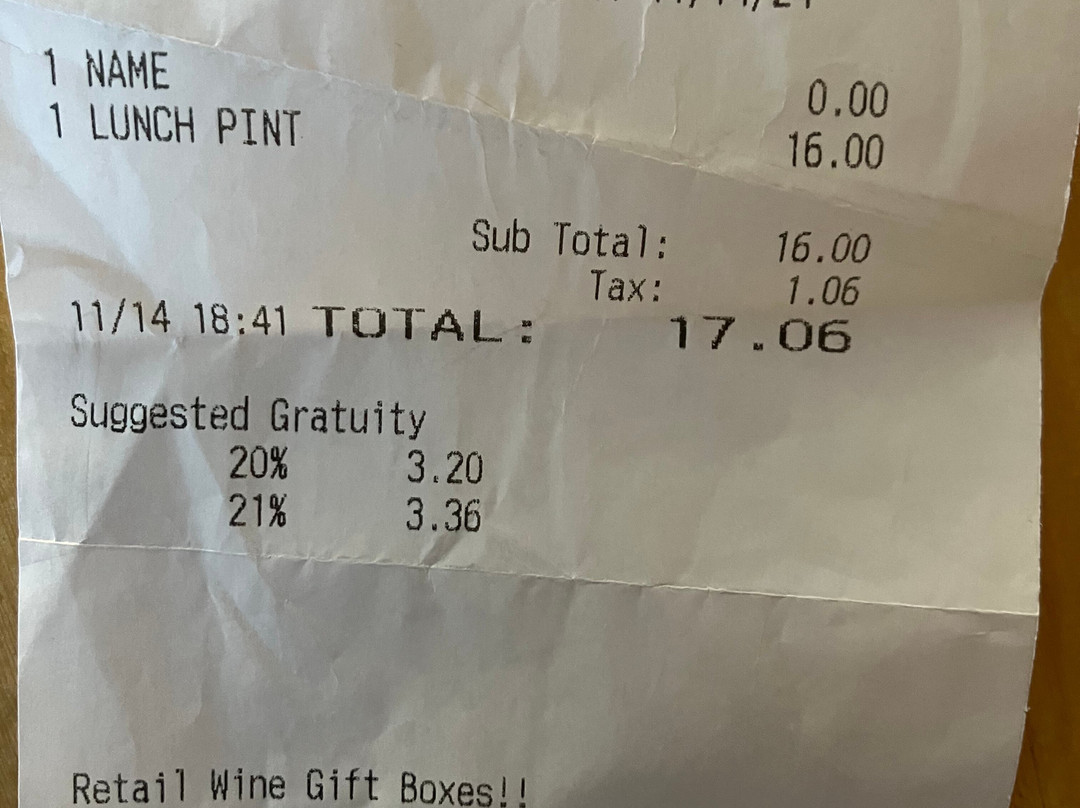 1 NAME 0.00
1 LUNCH PINT 16.00
Sub Total: 16.00
Tax: 1.06
11/14 18:41 TOTAL: 17.06
Suggested Gratuity
20% 3.20
21% 3.36
Retail Wine Gift Boxes!!